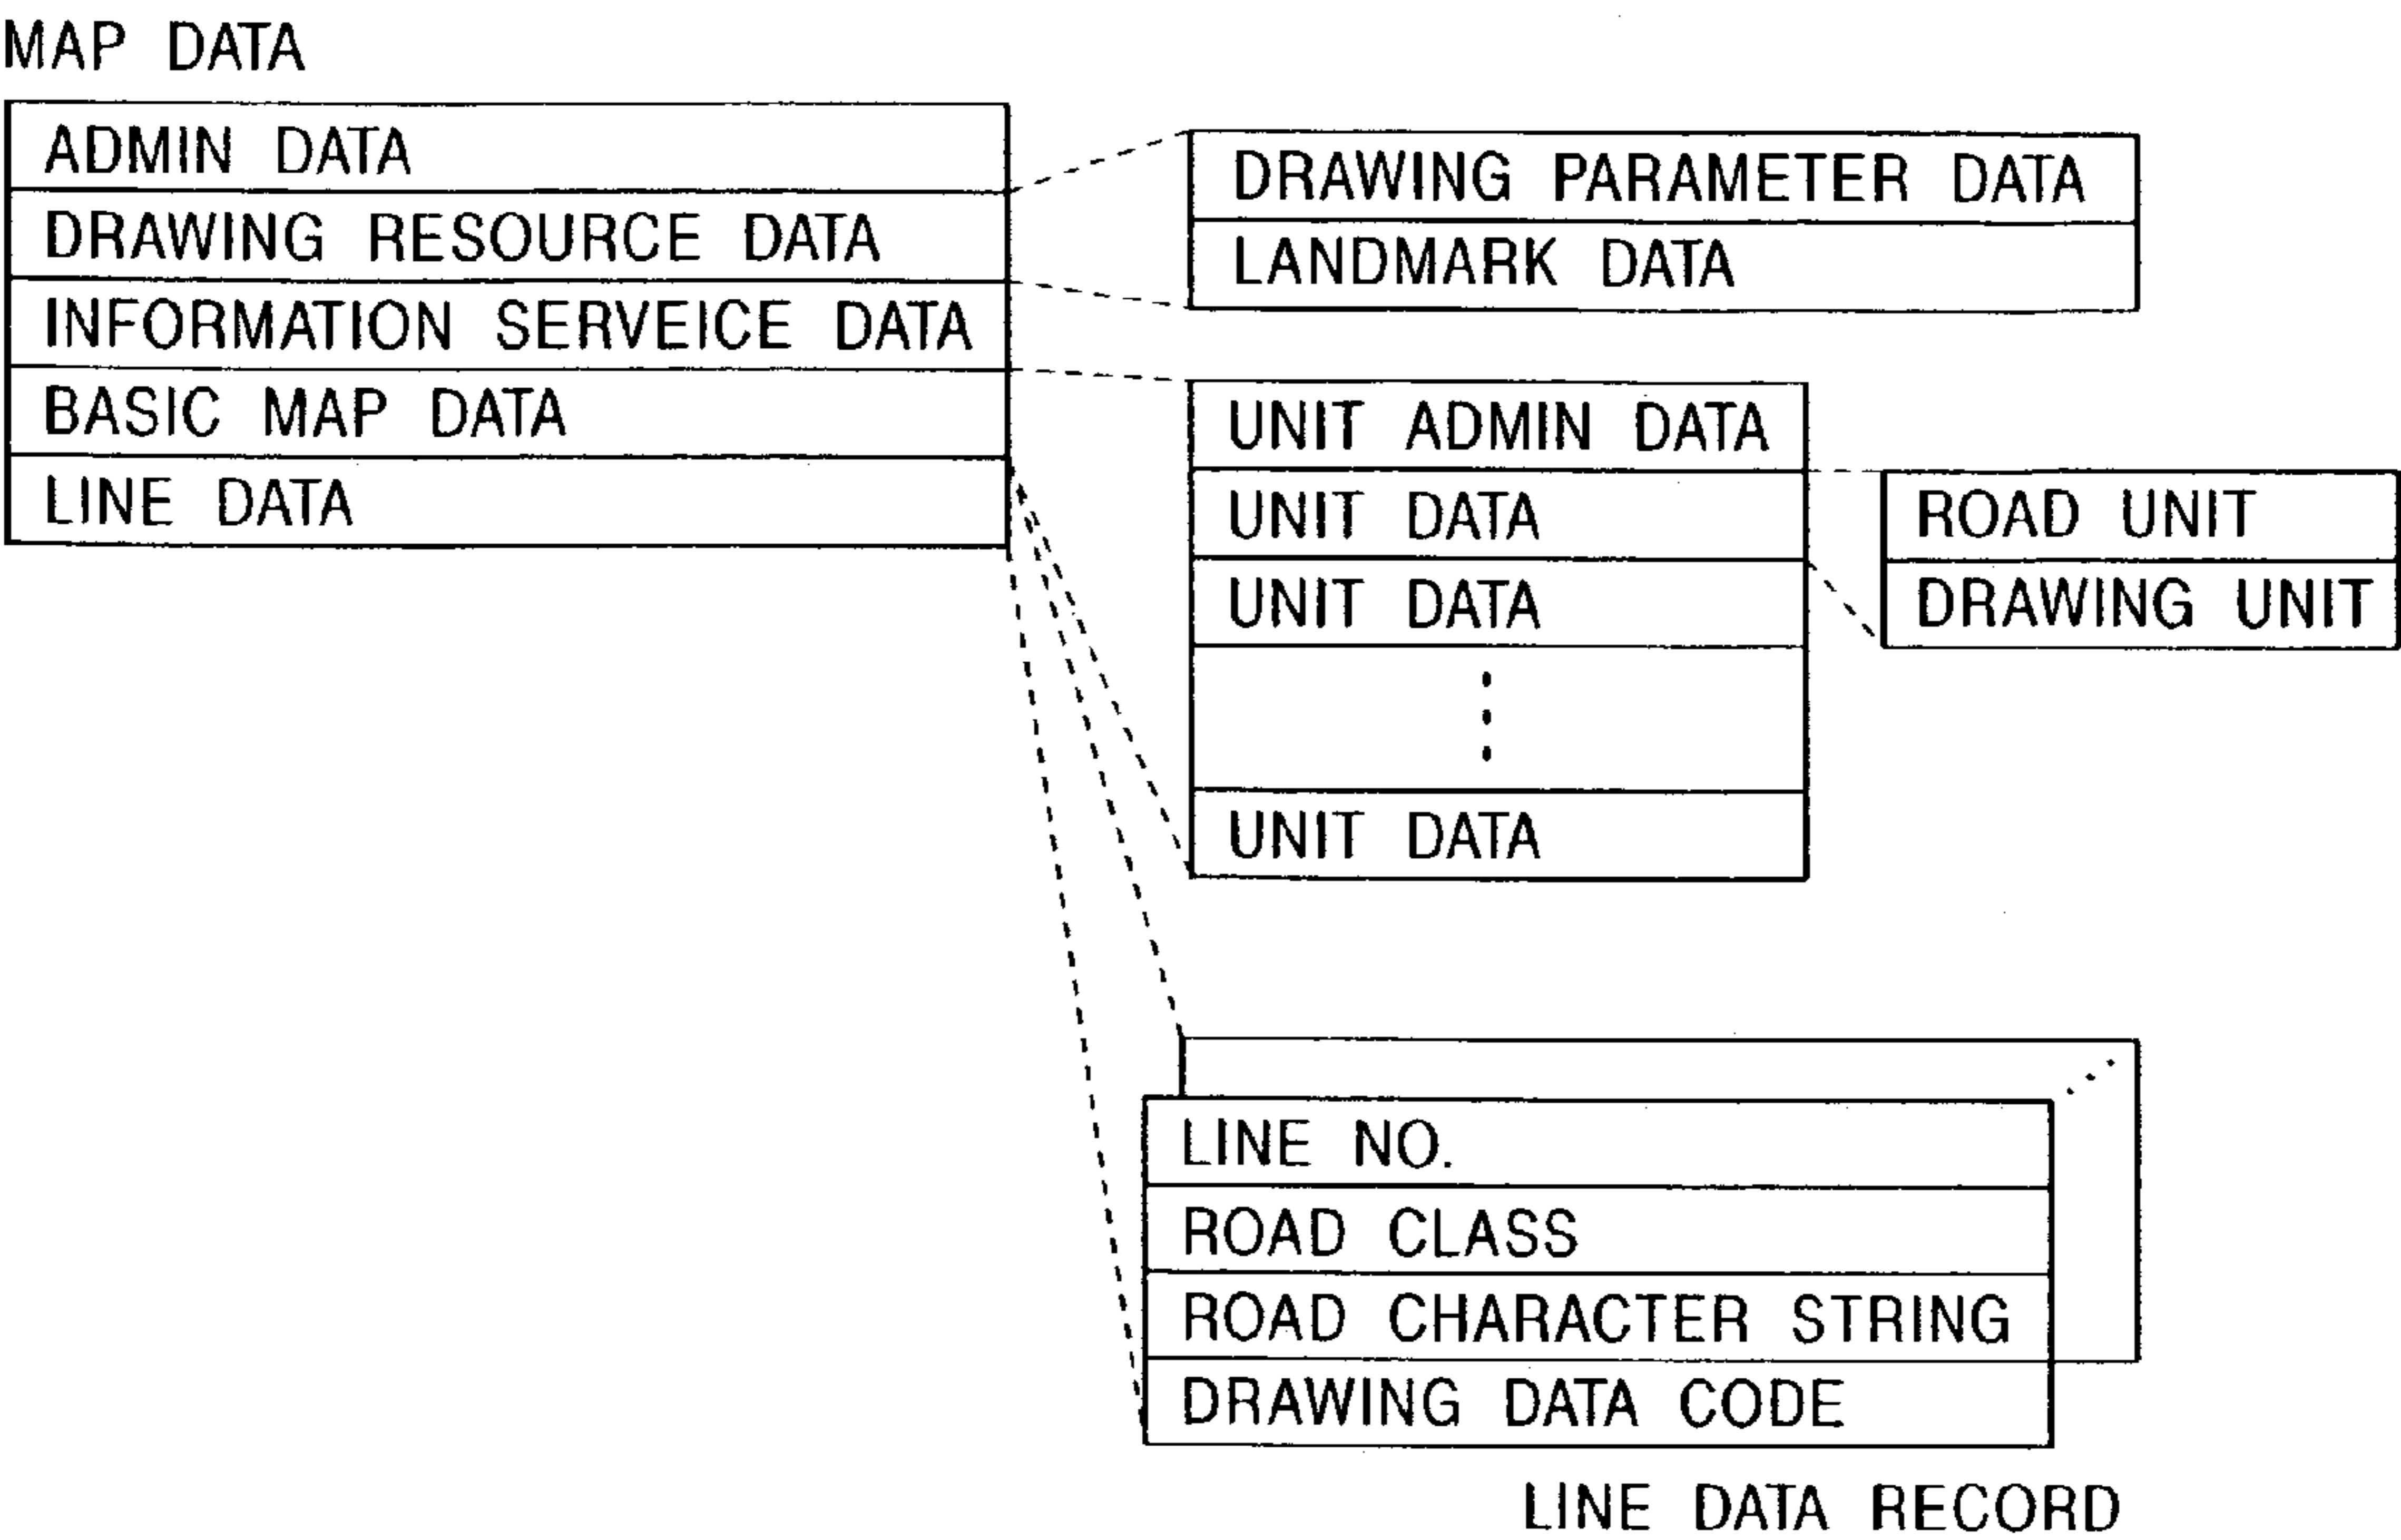 MAP DATA
ADMIN DATA
DRAWING RESOURCE DATA
INFORMATION SERVEICE DATA
BASIC MAP DATA
LINE DATA
DRAWING PARAMETER DATA
LANDMARK DATA
UNIT ADMIN DATA
UNIT DATA
UNIT DATA
UNIT DATA
ROAD UNIT
DRAWING UNIT
LINE NO.
ROAD CLASS
ROAD CHARACTER STRING
DRAWING DATA CODE
LINE DATA RECORD